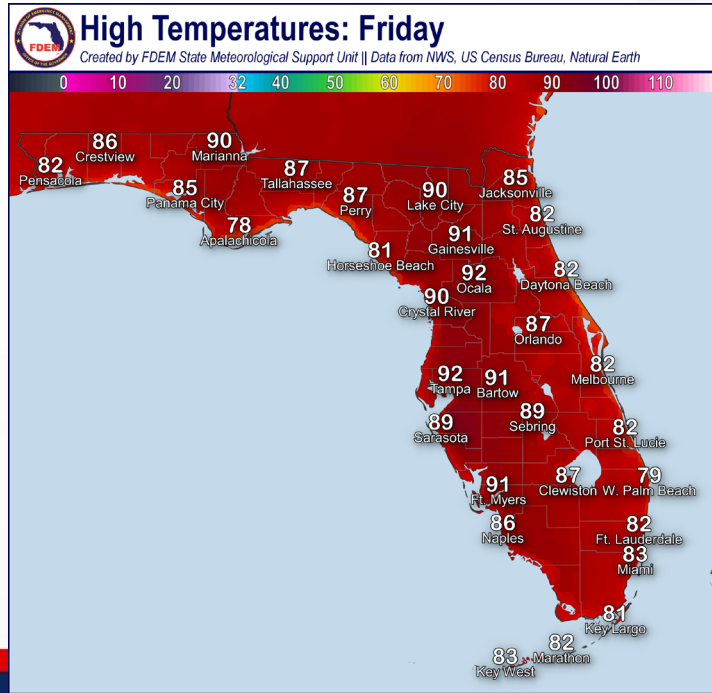 High Temperatures: Friday
Created by FDEM State Meteorological Support Unit || Data from NWS, US Census Bureau, Natural Earth
FDEM
0 10 20 32 40 50 60 70 80 90 100 110
86
Crestview
90
Marianna
82
Pensacola
87
Tallahassee
85
Panama City
87
Perry
90
Lake City
85
Jacksonville
78
Apalachicola
82
St. Augustine
81
Horseshoe Beach
91
Gainesville
92
Ocala
82
Daytona Beach
90
Crystal River
87
Orlando
92
Tampa
91
Bartow
82
Melbourne
89
Sarasota
89
Sebring
82
Port St. Lucie
91
Ft. Myers
87
Clewiston
79
W. Palm Beach
86
Naples
82
Ft. Lauderdale
83
Miami
81
Key Largo
82
Marathon
83
Key West